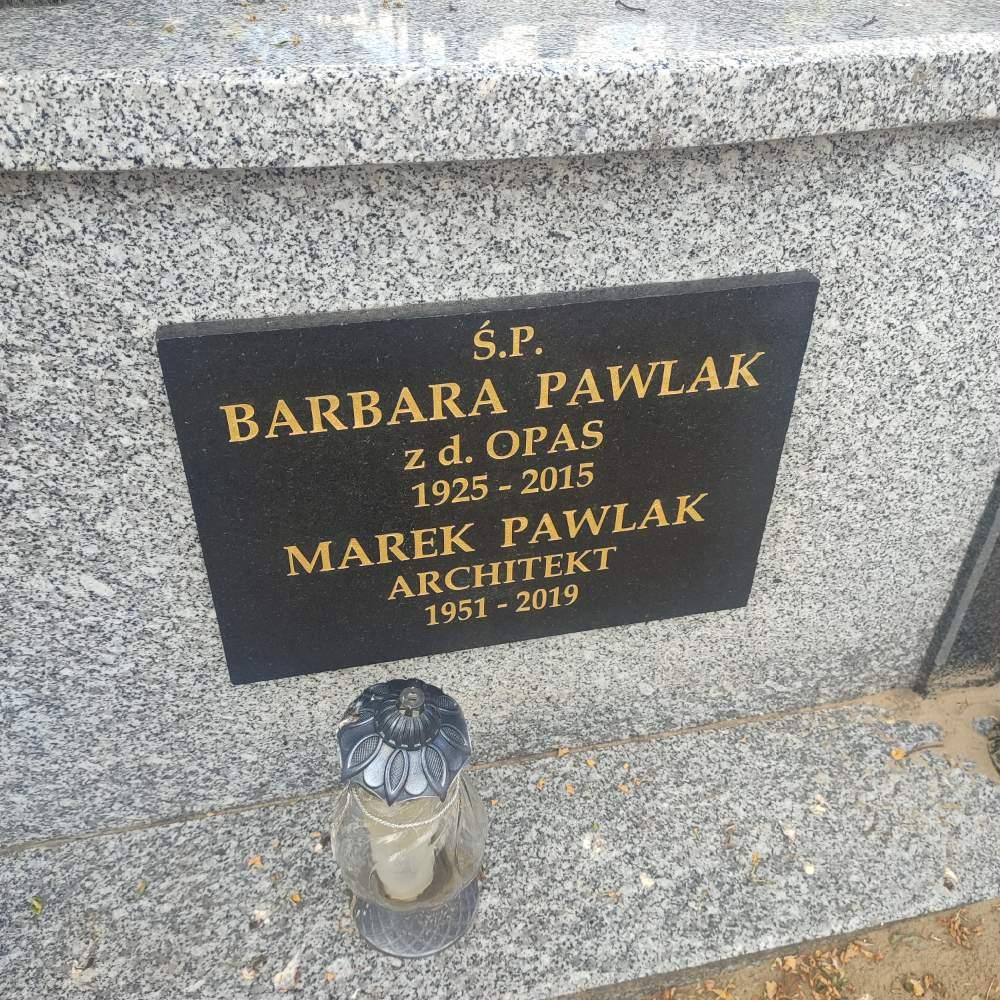 Ś.P.
BARBARA PAWLAK
z d. OPAS
1925 - 2015
MAREK PAWLAK
ARCHITEKT
1951 - 2019